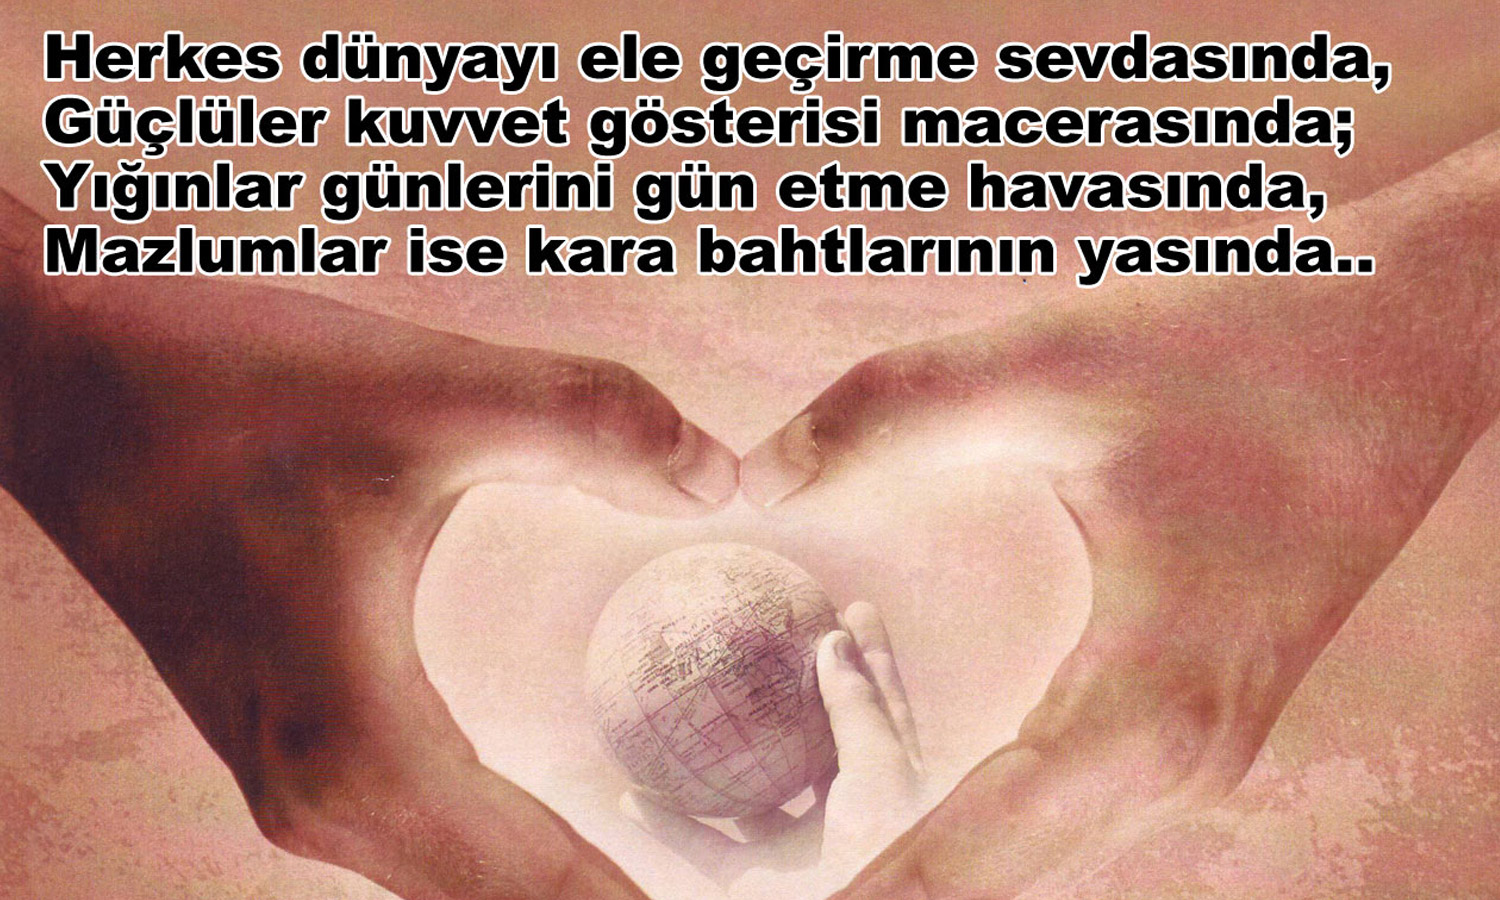 Herkes dünyayı ele geçirme sevdasında,
Güçlüler kuvvet gösterisi macerasında;
Yığınlar günlerini gün etme havasında,
Mazlumlar ise kara bahtlarının yasında..